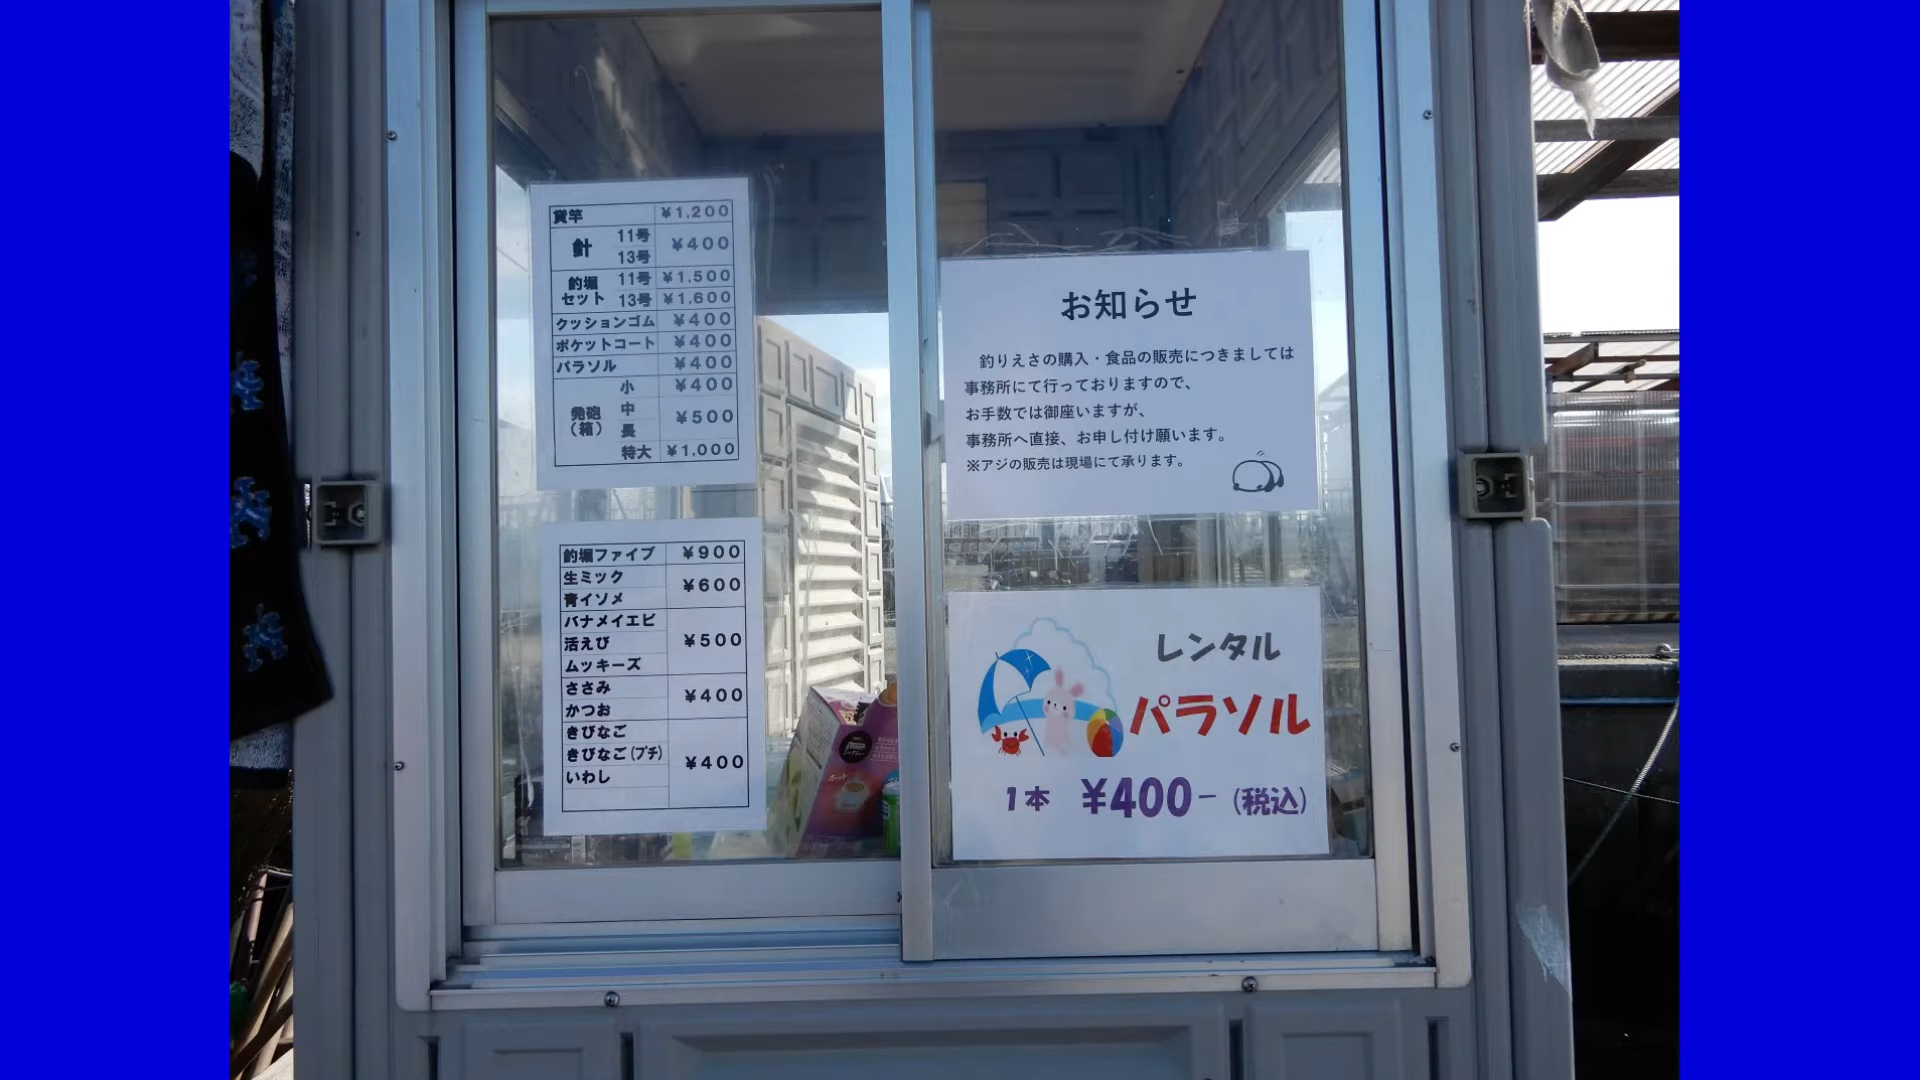 貸竿 ¥1,200
針 11号 13号 ¥400
釣堀セット 11号 ¥1,500
13号 ¥1,600
クッションゴム ¥400
ポケットコート ¥400
パラソル ¥400
発砲(箱) 小 ¥400
中 長 ¥500
特大 ¥1,000
釣堀ファイブ ¥900
生ミック
青イソメ ¥600
バナメイエビ
活えび ¥500
ムッキーズ
ささみ
かつお ¥400
きびなご
きびなご(プチ)
いわし ¥400
お知らせ
釣りえさの購入・食品の販売につきましては
事務所にて行っておりますので、
お手数では御座いますが、
事務所へ直接、お申し付け願います。
※アジの販売は現場にて承ります。
レンタル
パラソル
1本 ¥400- (税込)